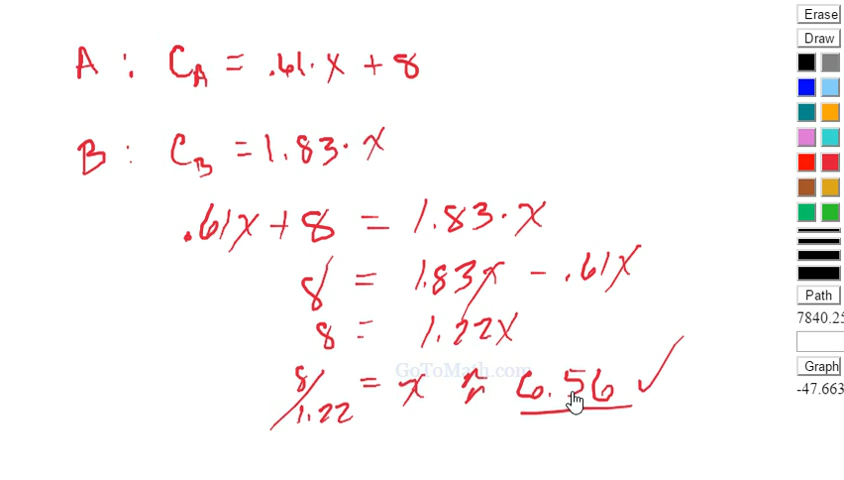 Erase
Draw
A : C_A = .61·x + 8
B : C_B = 1.83·x
.61x + 8 = 1.83·x
8 = 1.83x - .61x
8 = 1.22x
8/1.22 = x ≈ 6.56 ✓
GoToMath.com
Path
7840.25
Graph
-47.663